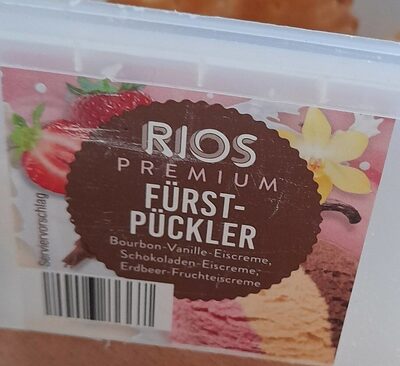 RIOS
PREMIUM
FÜRST-
PÜCKLER
Bourbon-Vanille-Eiscreme,
Schokoladen-Eiscreme,
Erdbeer-Fruchteiscreme
Serviervorschlag